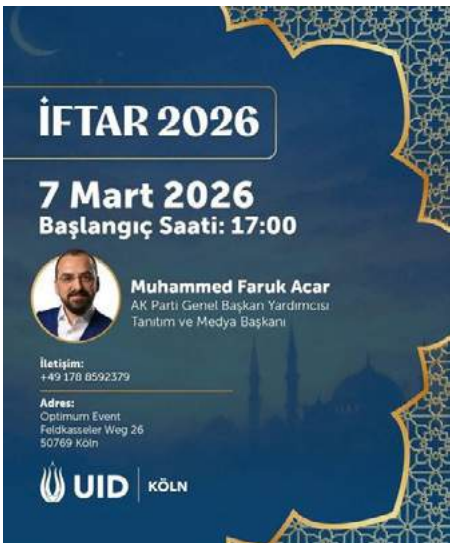 İFTAR 2026
7 Mart 2026
Başlangıç Saati: 17:00
Muhammed Faruk Acar
AK Parti Genel Başkan Yardımcısı
Tanıtım ve Medya Başkanı
İletişim:
+49 178 8592379
Adres:
Optimum Event
Feldkasseler Weg 26
50769 Köln
UID KÖLN